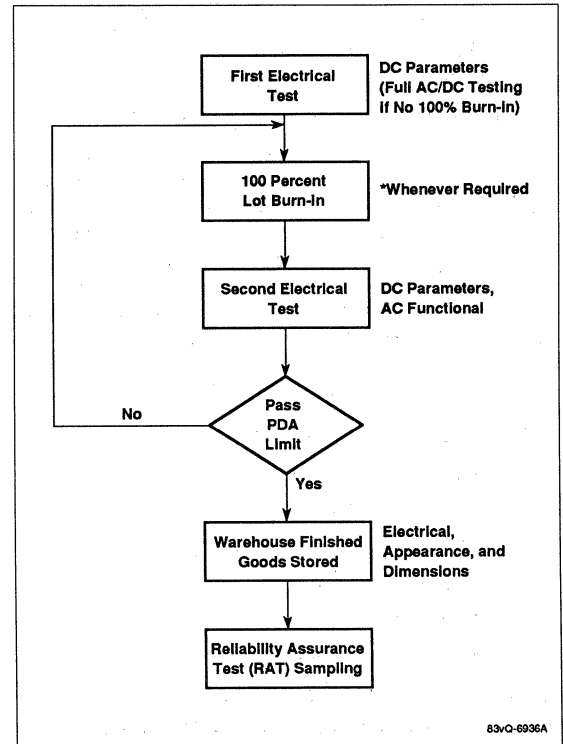 First Electrical
Test
DC Parameters
(Full AC/DC Testing
if No 100% Burn-in)
100 Percent
Lot Burn-in
*Whenever Required
Second Electrical
Test
DC Parameters,
AC Functional
Pass
PDA
Limit
No
Yes
Warehouse Finished
Goods Stored
Electrical,
Appearance, and
Dimensions
Reliability Assurance
Test (RAT) Sampling
83vQ-6936A